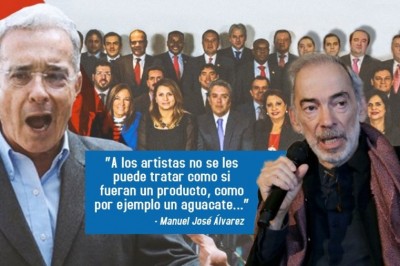 "A los artistas no se les
puede tratar como si
fueran un producto, como
por ejemplo un aguacate..."
- Manuel José Álvarez